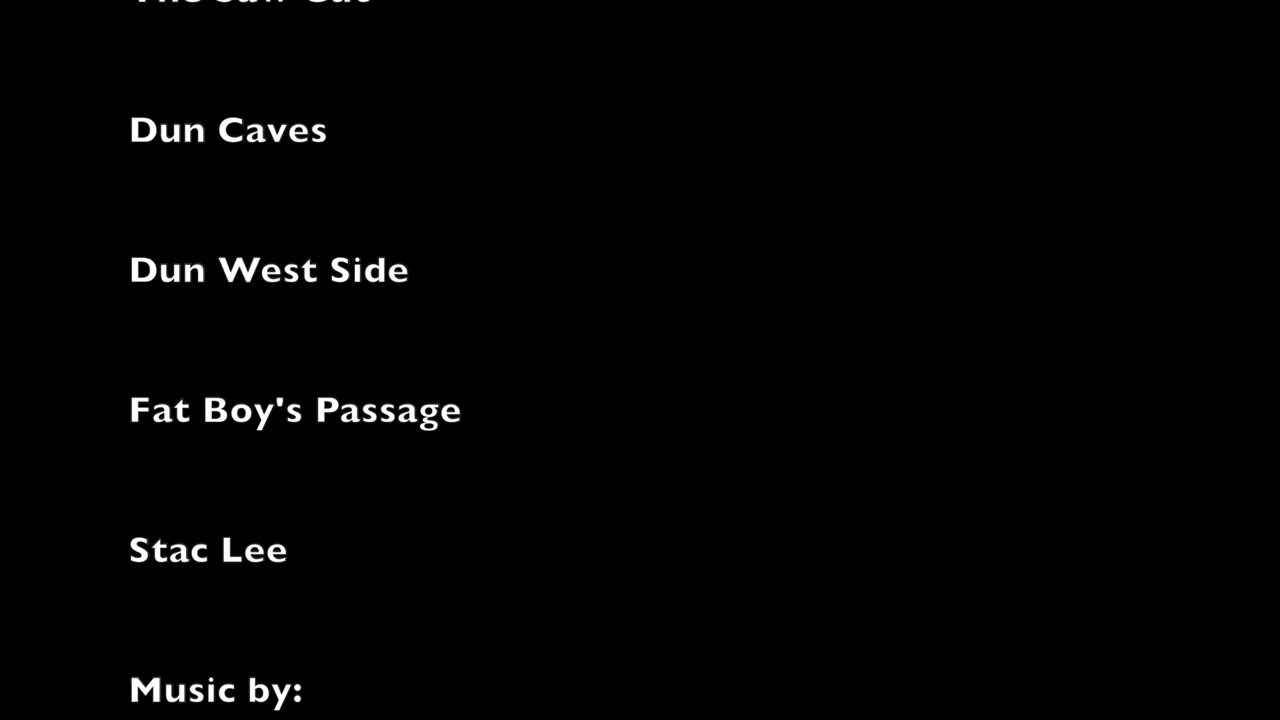 Dun Caves
Dun West Side
Fat Boy's Passage
Stac Lee
Music by: